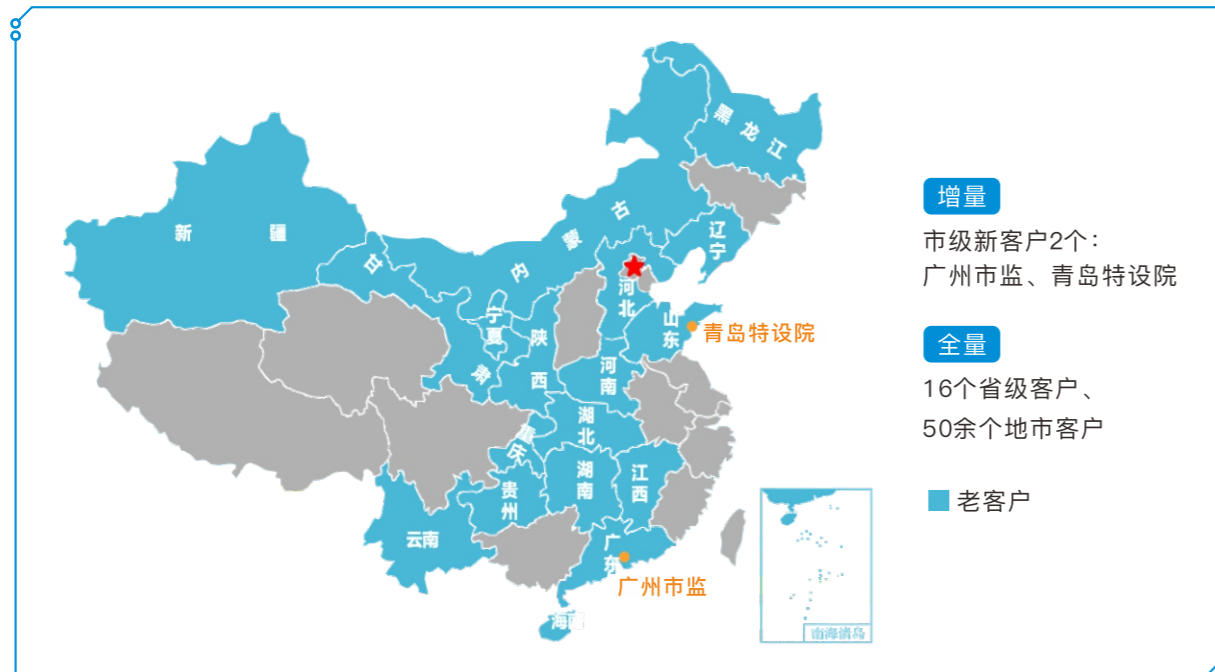 黑龙江
新疆
内蒙古
辽宁
甘肃
宁夏
河北
山东
青岛特设院
陕西
河南
湖北
重庆
湖南
江西
贵州
云南
广东
广州市监
海南
增量
市级新客户2个：
广州市监、青岛特设院
全量
16个省级客户、
50余个地市客户
老客户